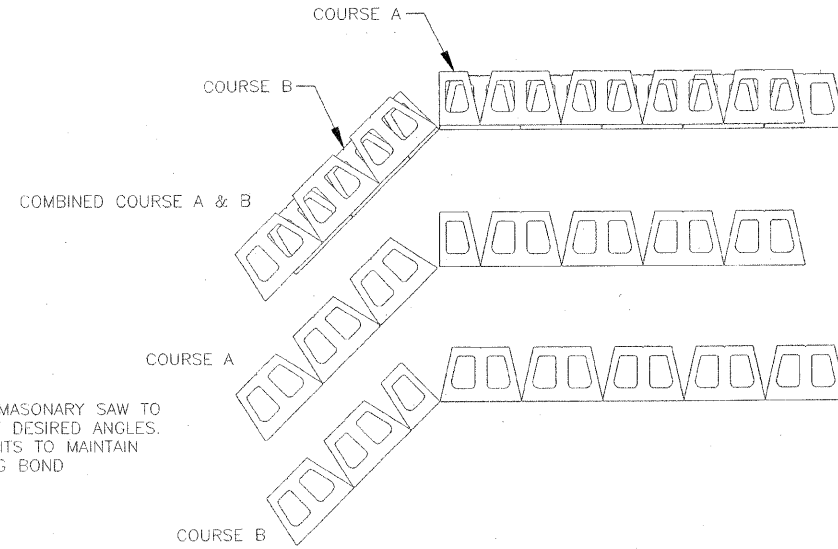 COURSE A
COURSE B
COMBINED COURSE A & B
COURSE A
MASONARY SAW TO
DESIRED ANGLES.
TO MAINTAIN
BOND
COURSE B